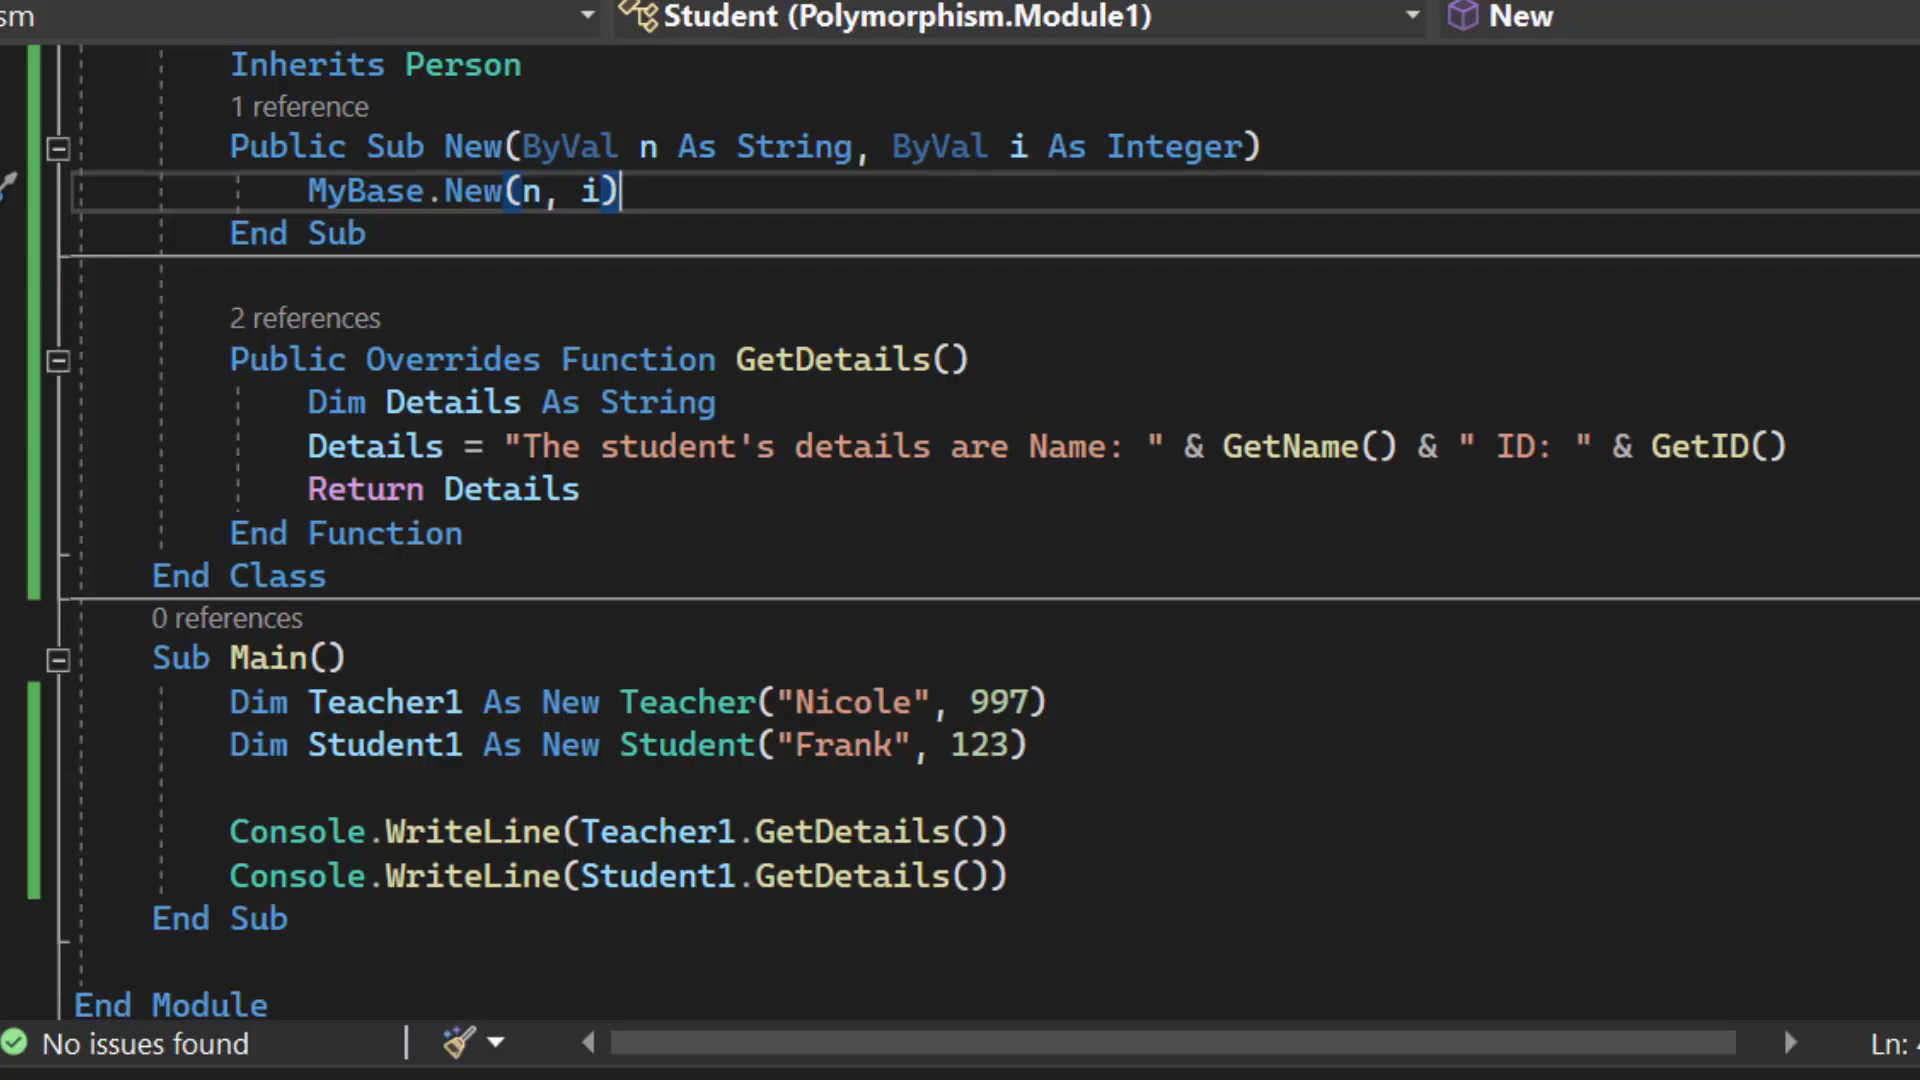 sm Student (Polymorphism.Module1) New
Inherits Person
1 reference
Public Sub New(ByVal n As String, ByVal i As Integer)
MyBase.New(n, i)
End Sub
2 references
Public Overrides Function GetDetails()
Dim Details As String
Details = "The student's details are Name: " & GetName() & " ID: " & GetID()
Return Details
End Function
End Class
0 references
Sub Main()
Dim Teacher1 As New Teacher("Nicole", 997)
Dim Student1 As New Student("Frank", 123)
Console.WriteLine(Teacher1.GetDetails())
Console.WriteLine(Student1.GetDetails())
End Sub
End Module
No issues found Ln: